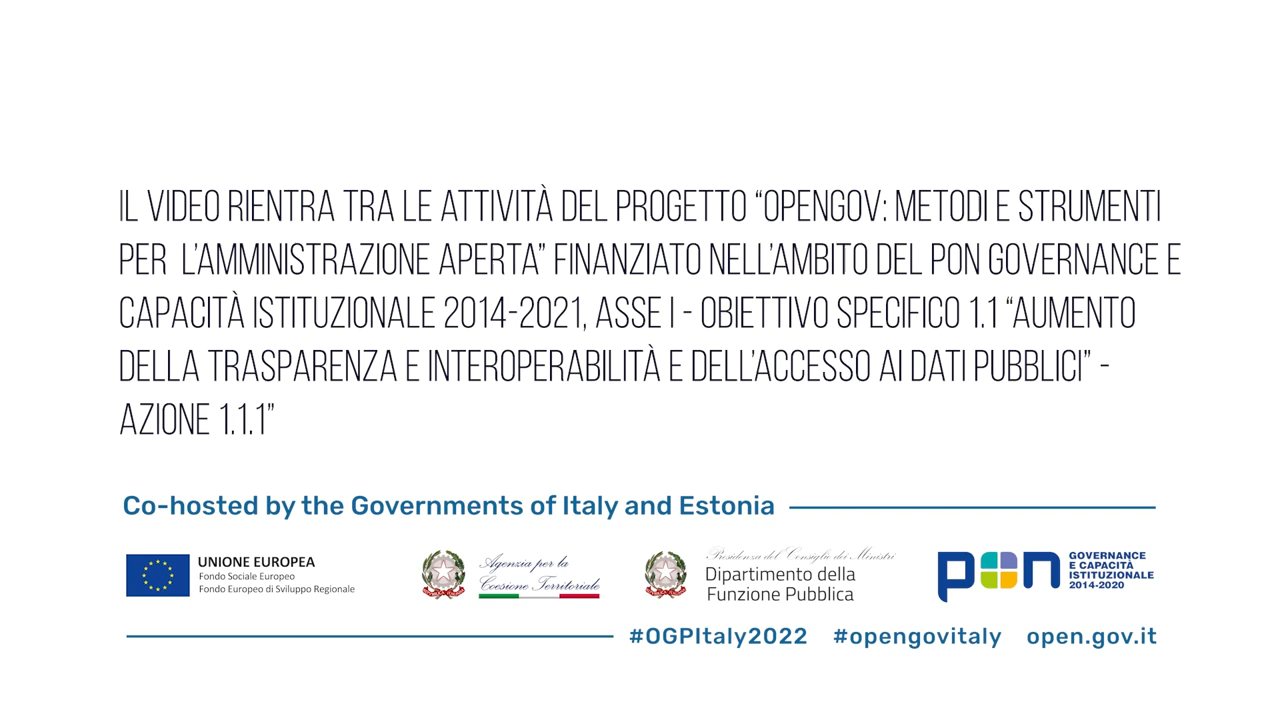 IL VIDEO RIENTRA TRA LE ATTIVITÀ DEL PROGETTO “OPENGOV: METODI E STRUMENTI
PER L’AMMINISTRAZIONE APERTA” FINANZIATO NELL’AMBITO DEL PON GOVERNANCE E
CAPACITÀ ISTITUZIONALE 2014-2021, ASSE I - OBIETTIVO SPECIFICO 1.1 “AUMENTO
DELLA TRASPARENZA E INTEROPERABILITÀ E DELL’ACCESSO AI DATI PUBBLICI” -
AZIONE 1.1.1”
Co-hosted by the Governments of Italy and Estonia
UNIONE EUROPEA
Fondo Sociale Europeo
Fondo Europeo di Sviluppo Regionale
Agenzia per la
Coesione Territoriale
Presidenza del Consiglio dei Ministri
Dipartimento della
Funzione Pubblica
pon
GOVERNANCE
E CAPACITÀ
ISTITUZIONALE
2014-2020
#OGPItaly2022 #opengovitaly open.gov.it